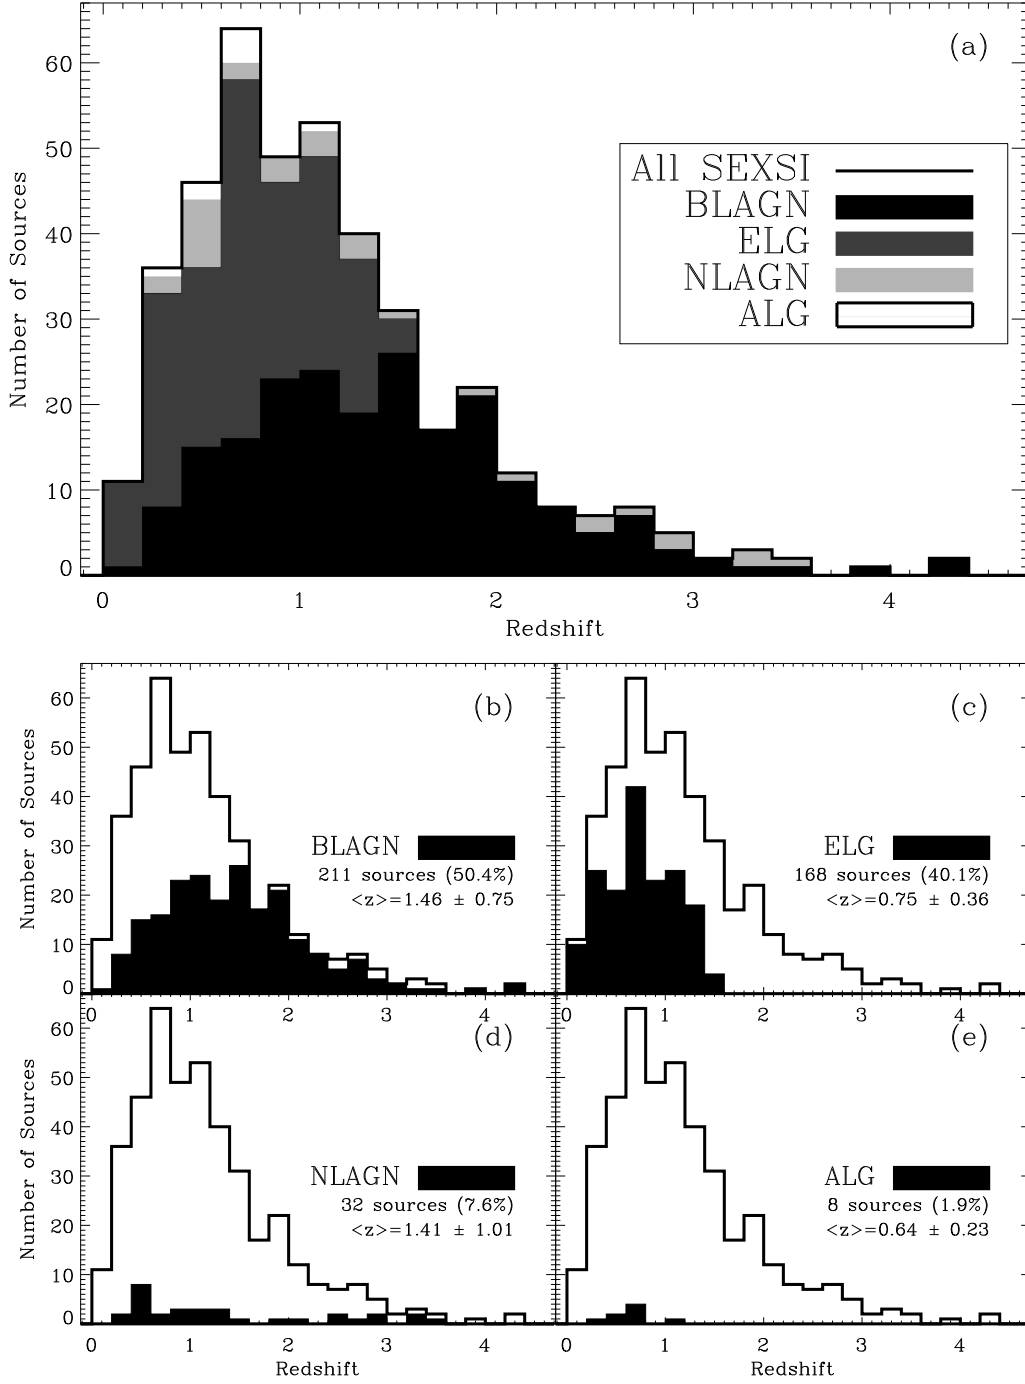 (a)
60
50
40
30
20
10
0
Number of Sources
All SEXSI
BLAGN
ELG
NLAGN
ALG
0 1 2 3 4
Redshift
(b)
60
50
40
30
20
10
0
Number of Sources
BLAGN
211 sources (50.4%)
<z>=1.46 ± 0.75
0 1 2 3 4
(c)
ELG
168 sources (40.1%)
<z>=0.75 ± 0.36
0 1 2 3 4
(d)
60
50
40
30
20
10
0
Number of Sources
NLAGN
32 sources (7.6%)
<z>=1.41 ± 1.01
0 1 2 3 4
Redshift
(e)
ALG
8 sources (1.9%)
<z>=0.64 ± 0.23
0 1 2 3 4
Redshift